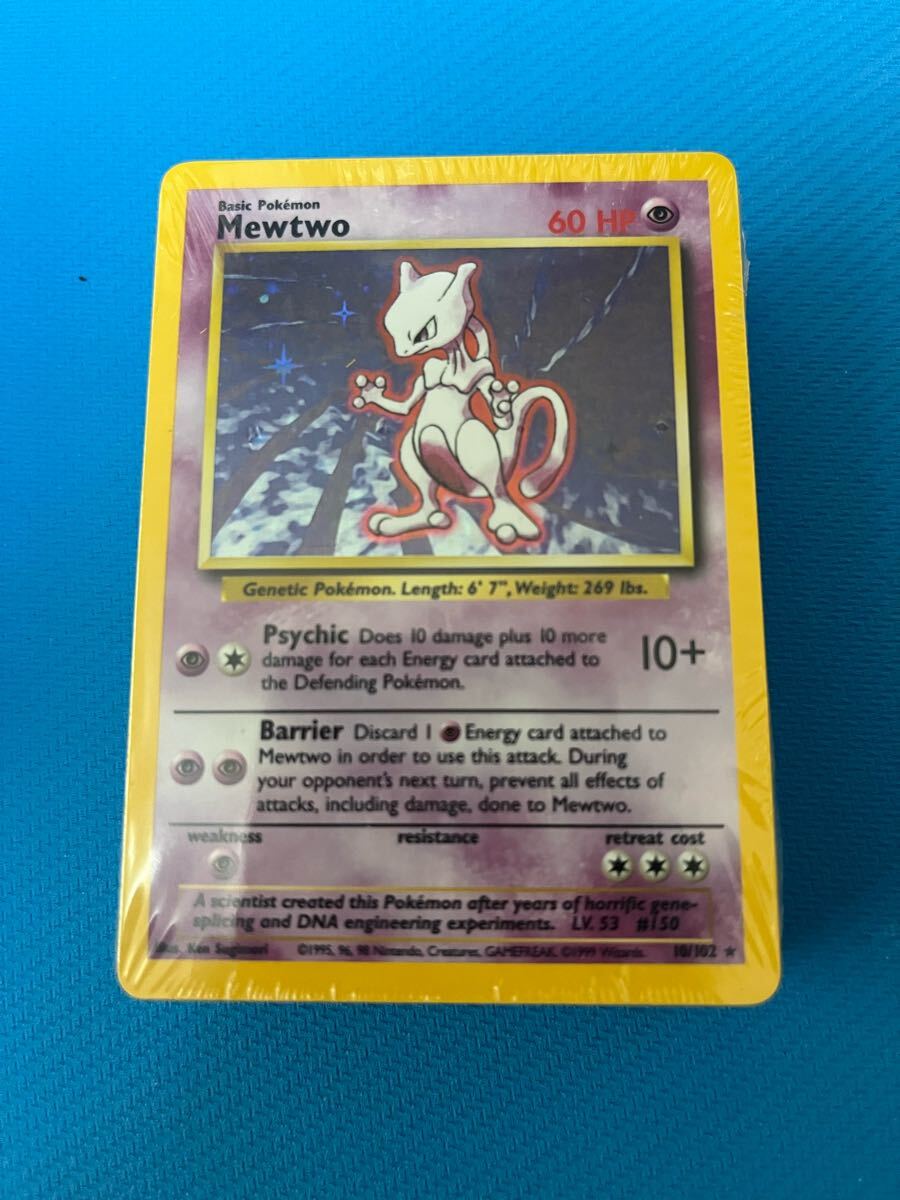 Basic Pokémon
Mewtwo
60 HP
Genetic Pokémon. Length: 6' 7", Weight: 269 lbs.
Psychic Does 10 damage plus 10 more
damage for each Energy card attached to
the Defending Pokémon.
10+
Barrier Discard 1 Energy card attached to
Mewtwo in order to use this attack. During
your opponent's next turn, prevent all effects of
attacks, including damage, done to Mewtwo.
weakness resistance retreat cost
A scientist created this Pokémon after years of horrific gene-
splicing and DNA engineering experiments. LV. 53 #150
Illus. Ken Sugimori ©1995, 96, 98 Nintendo, Creatures, GAMEFREAK. ©1999 Wizards. 10/102